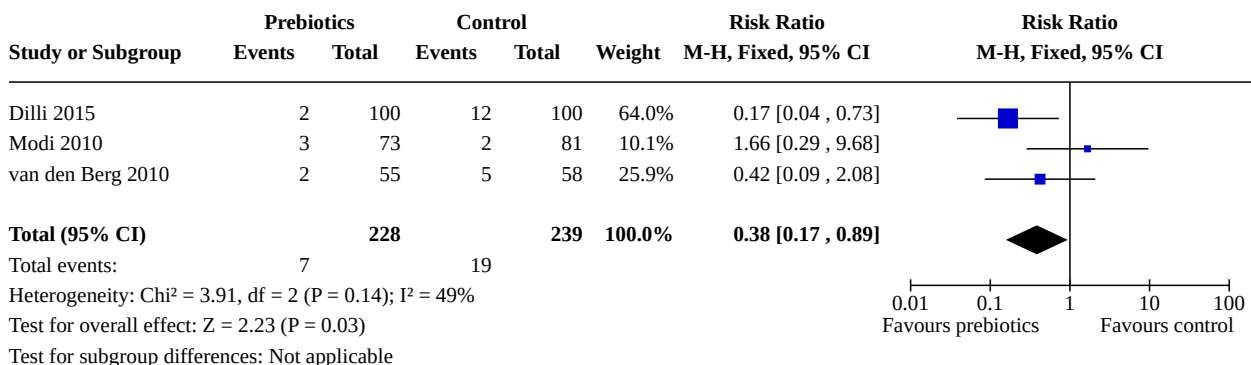 Prebiotics Control Risk Ratio Risk Ratio
Study or Subgroup Events Total Events Total Weight M-H, Fixed, 95% CI M-H, Fixed, 95% CI
Dilli 2015 2 100 12 100 64.0% 0.17 [0.04 , 0.73]
Modi 2010 3 73 2 81 10.1% 1.66 [0.29 , 9.68]
van den Berg 2010 2 55 5 58 25.9% 0.42 [0.09 , 2.08]
Total (95% CI) 228 239 100.0% 0.38 [0.17 , 0.89]
Total events: 7 19
Heterogeneity: Chi² = 3.91, df = 2 (P = 0.14); I² = 49%
0.01 0.1 1 10 100
Test for overall effect: Z = 2.23 (P = 0.03)
Favours prebiotics Favours control
Test for subgroup differences: Not applicable